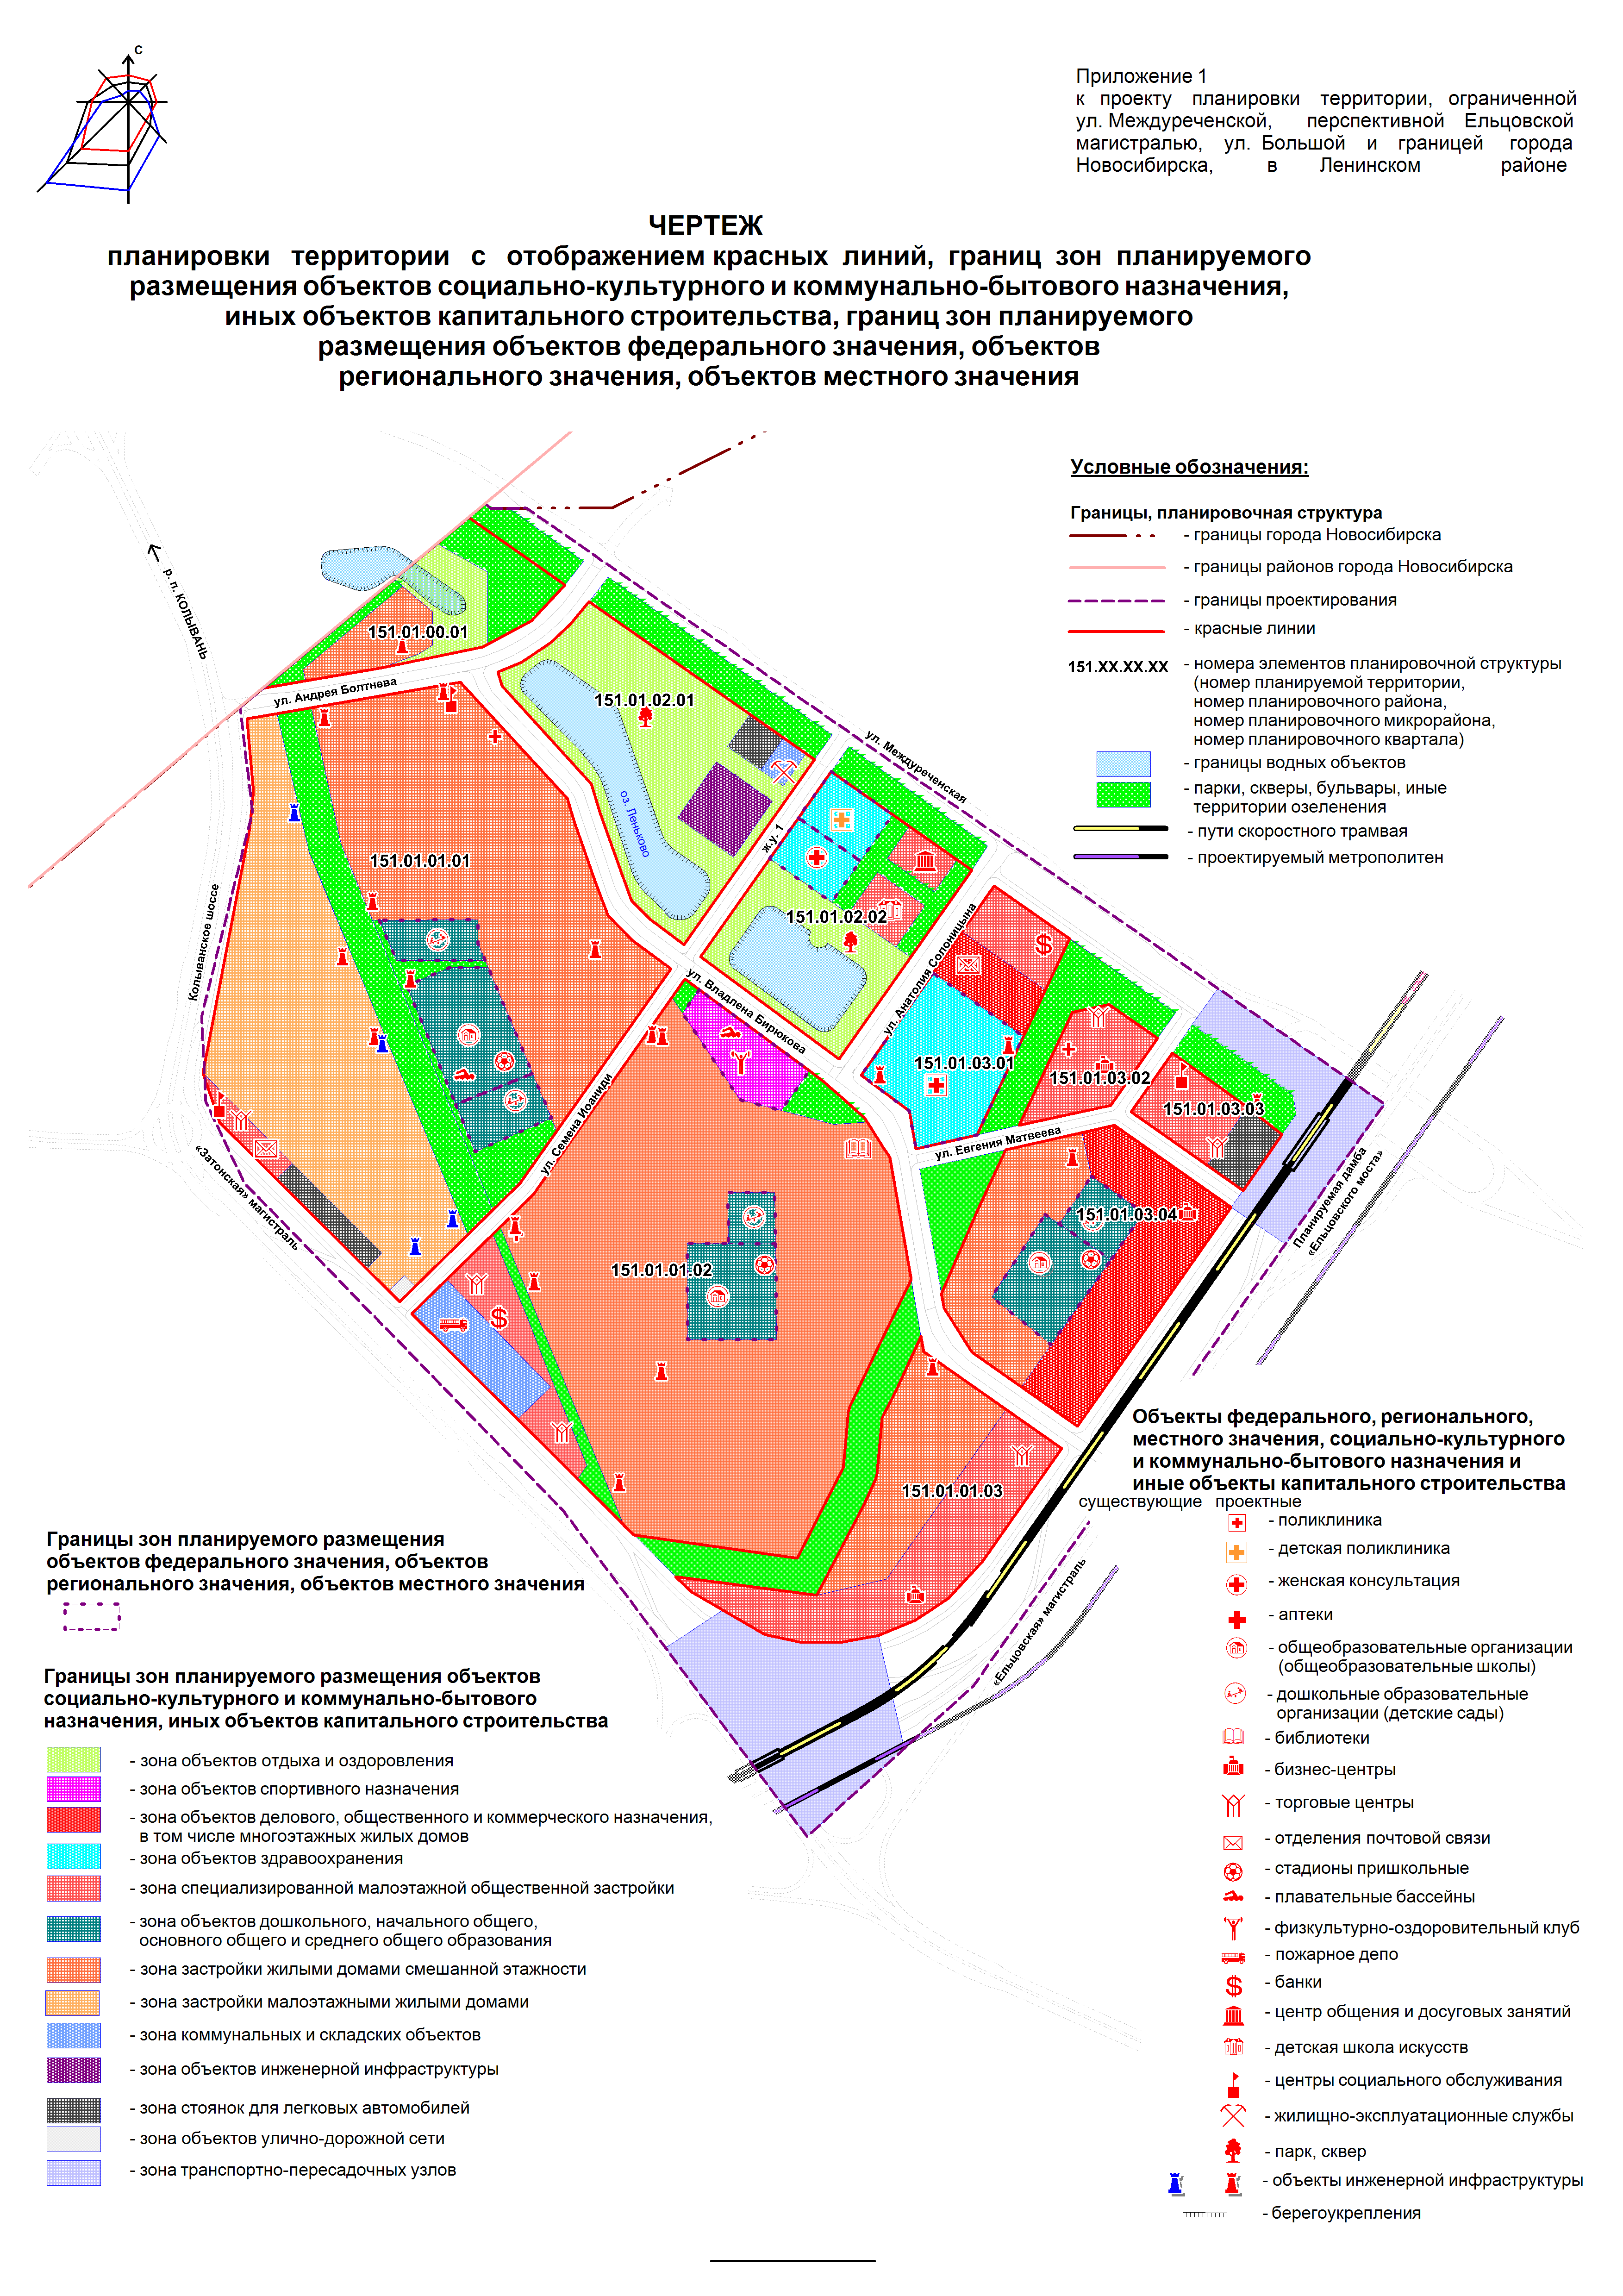 С
Приложение 1
к проекту планировки территории, ограниченной
ул. Междуреченской, перспективной Ельцовской
магистралью, ул. Большой и границей города
Новосибирска, в Ленинском районе
ЧЕРТЕЖ
планировки территории с отображением красных линий, границ зон планируемого
размещения объектов социально-культурного и коммунально-бытового назначения,
иных объектов капитального строительства, границ зон планируемого
размещения объектов федерального значения, объектов
регионального значения, объектов местного значения
Условные обозначения:
Границы, планировочная структура
- границы города Новосибирска
- границы районов города Новосибирска
- границы проектирования
- красные линии
151.XX.XX.XX - номера элементов планировочной структуры
(номер планируемой территории,
номер планировочного района,
номер планировочного микрорайона,
номер планировочного квартала)
- границы водных объектов
- парки, скверы, бульвары, иные
территории озеленения
- пути скоростного трамвая
- проектируемый метрополитен
р. п. КОЛЫВАНЬ
151.01.00.01
ул. Андрея Болтнева
151.01.02.01
ул. Междуреченская
оз. Леньково
ж.у. 1
151.01.01.01
151.01.02.02
Колыванское шоссе
ул. Анатолия Солоницына
ул. Владлена Бирюкова
151.01.03.01
151.01.03.02
151.01.03.03
ул. Семена Иоаниди
ул. Евгения Матвеева
«Затонская» магистраль
Планируемая дамба
«Ельцовского моста»
151.01.03.04
151.01.01.02
151.01.01.03
«Ельцовская» магистраль
Объекты федерального, регионального,
местного значения, социально-культурного
и коммунально-бытового назначения и
иные объекты капитального строительства
существующие проектные
- поликлиника
- детская поликлиника
- женская консультация
- аптеки
- общеобразовательные организации
(общеобразовательные школы)
- дошкольные образовательные
организации (детские сады)
- библиотеки
- бизнес-центры
- торговые центры
- отделения почтовой связи
- стадионы пришкольные
- плавательные бассейны
- физкультурно-оздоровительный клуб
- пожарное депо
- банки
- центр общения и досуговых занятий
- детская школа искусств
- центры социального обслуживания
- жилищно-эксплуатационные службы
- парк, сквер
- объекты инженерной инфраструктуры
- берегоукрепления
Границы зон планируемого размещения
объектов федерального значения, объектов
регионального значения, объектов местного значения
Границы зон планируемого размещения объектов
социально-культурного и коммунально-бытового
назначения, иных объектов капитального строительства
- зона объектов отдыха и оздоровления
- зона объектов спортивного назначения
- зона объектов делового, общественного и коммерческого назначения,
в том числе многоэтажных жилых домов
- зона объектов здравоохранения
- зона специализированной малоэтажной общественной застройки
- зона объектов дошкольного, начального общего,
основного общего и среднего общего образования
- зона застройки жилыми домами смешанной этажности
- зона застройки малоэтажными жилыми домами
- зона коммунальных и складских объектов
- зона объектов инженерной инфраструктуры
- зона стоянок для легковых автомобилей
- зона объектов улично-дорожной сети
- зона транспортно-пересадочных узлов